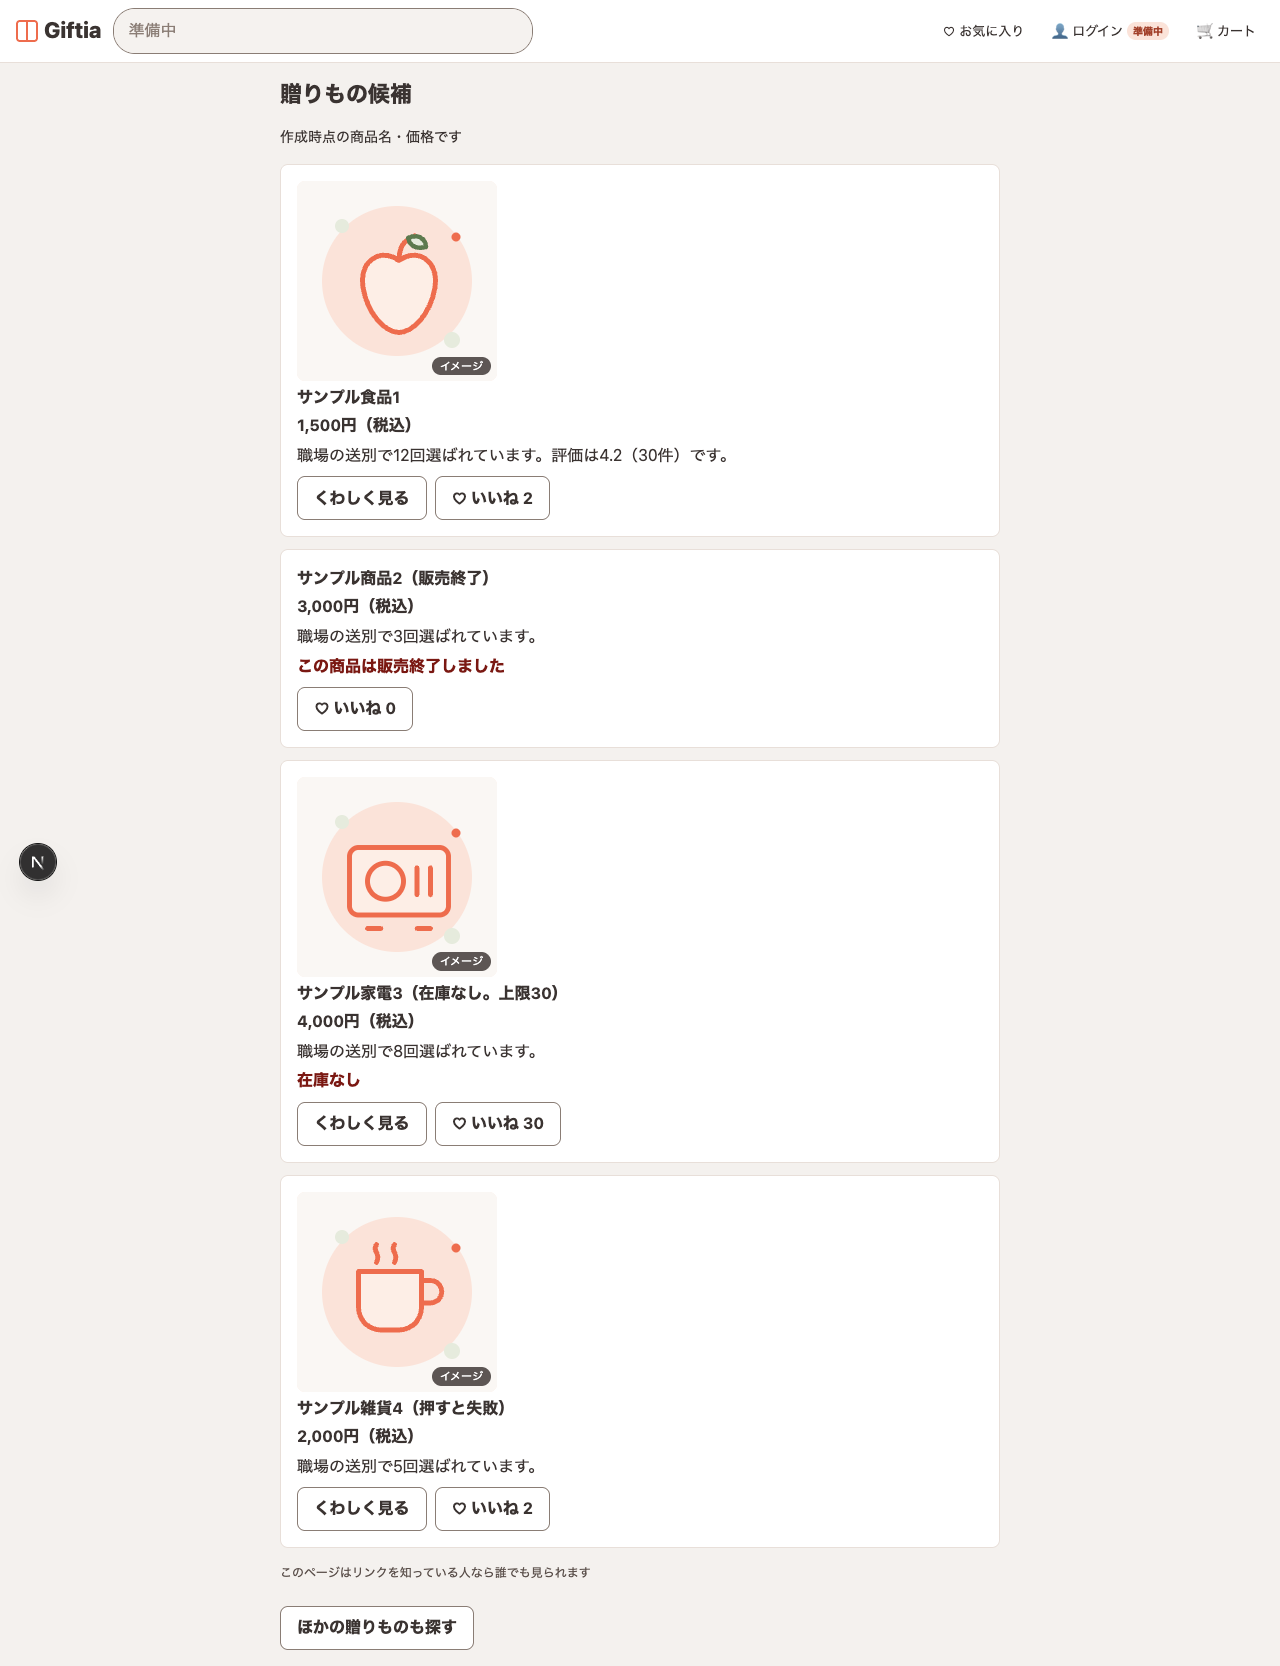 Giftia
準備中
♡ お気に入り
ログイン 準備中
カート
贈りもの候補
作成時点の商品名・価格です
イメージ
サンプル食品1
1,500円（税込）
職場の送別で12回選ばれています。評価は4.2（30件）です。
くわしく見る
♡ いいね 2
サンプル商品2（販売終了）
3,000円（税込）
職場の送別で3回選ばれています。
この商品は販売終了しました
♡ いいね 0
イメージ
サンプル家電3（在庫なし。上限30）
4,000円（税込）
職場の送別で8回選ばれています。
在庫なし
くわしく見る
♡ いいね 30
イメージ
サンプル雑貨4（押すと失敗）
2,000円（税込）
職場の送別で5回選ばれています。
くわしく見る
♡ いいね 2
このページはリンクを知っている人なら誰でも見られます
ほかの贈りものも探す
N